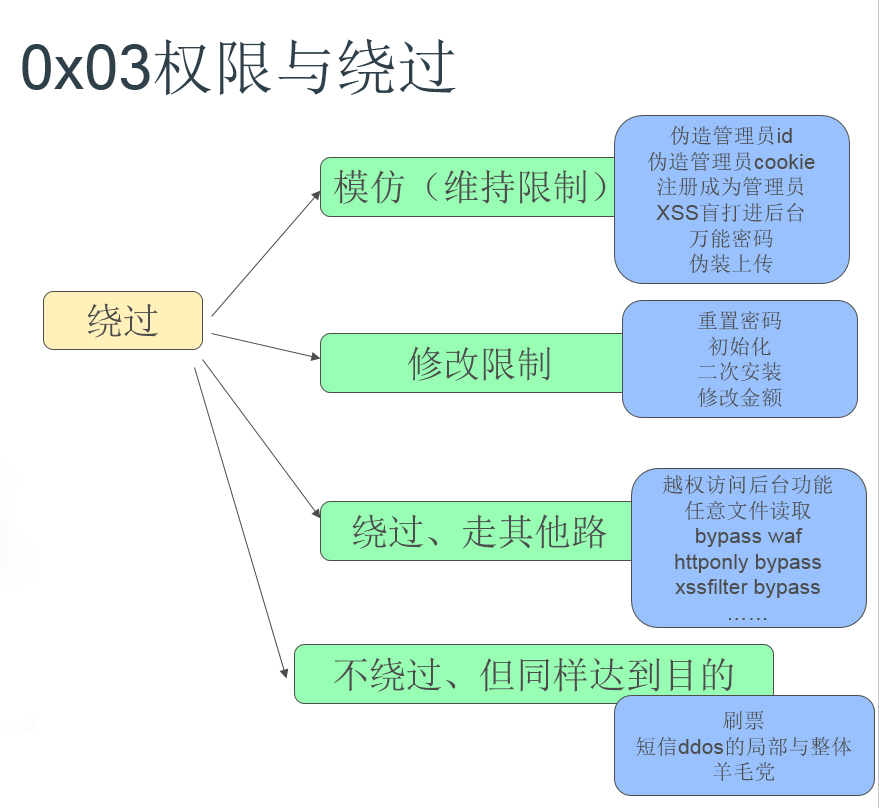 0x03权限与绕过
绕过
模仿（维持限制）
伪造管理员id
伪造管理员cookie
注册成为管理员
XSS盲打进后台
万能密码
伪装上传
修改限制
重置密码
初始化
二次安装
修改金额
绕过、走其他路
越权访问后台功能
任意文件读取
bypass waf
httponly bypass
xssfilter bypass
……
不绕过、但同样达到目的
刷票
短信ddos的局部与整体
羊毛党